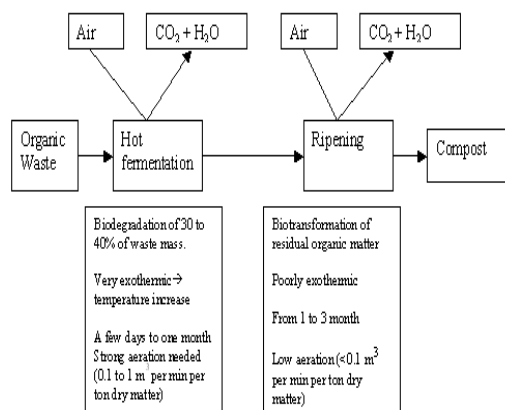 Air
CO₂ + H₂O
Air
CO₂ + H₂O
Organic
Waste
Hot
fermentation
Ripening
Compost
Biodegradation of 30 to
40% of waste mass.
Very exothermic→
temperature increase
A few days to one month
Strong aeration needed
(0.1 to 1 m³ per min per
ton dry matter)
Biotransformation of
residual organic matter
Poorly exothermic
From 1 to 3 month
Low aeration (<0.1 m³
per min per ton dry
matter)